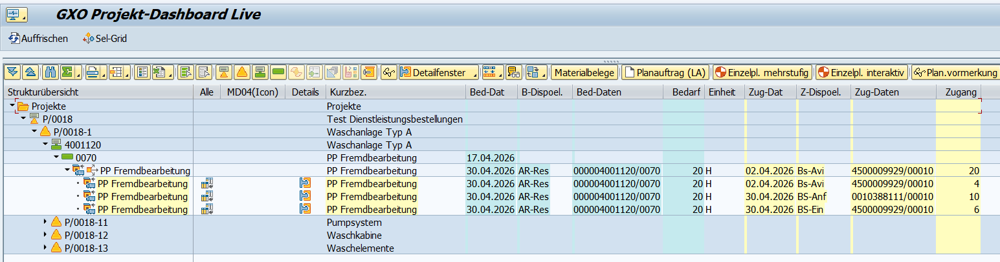 GXO Projekt-Dashboard Live
Auffrischen Sel-Grid
Detailfenster Materialbelege Planauftrag (LA) Einzelpl. mehrstufig Einzelpl. interaktiv Plan.vormerkung
Strukturübersicht Alle MD04(Icon) Details Kurzbez. Bed-Dat B-Dispoel. Bed-Daten Bedarf Einheit Zug-Dat Z-Dispoel. Zug-Daten Zugang
Projekte Projekte
P/0018 Test Dienstleistungsbestellungen
P/0018-1 Waschanlage Typ A
4001120 Waschanlage Typ A
0070 PP Fremdbearbeitung 17.04.2026
PP Fremdbearbeitung PP Fremdbearbeitung 30.04.2026 AR-Res 000004001120/0070 20 H 02.04.2026 Bs-Avi 4500009929/00010 20
PP Fremdbearbeitung PP Fremdbearbeitung 30.04.2026 AR-Res 000004001120/0070 20 H 02.04.2026 Bs-Avi 4500009929/00010 4
PP Fremdbearbeitung PP Fremdbearbeitung 30.04.2026 AR-Res 000004001120/0070 20 H 30.04.2026 BS-Anf 0010388111/00010 10
PP Fremdbearbeitung PP Fremdbearbeitung 30.04.2026 AR-Res 000004001120/0070 20 H 30.04.2026 BS-Ein 4500009929/00010 6
P/0018-11 Pumpsystem
P/0018-12 Waschkabine
P/0018-13 Waschelemente